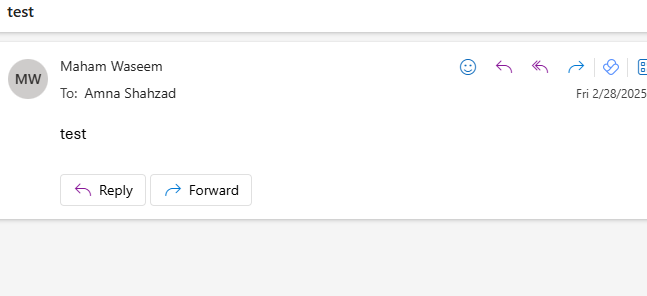 test
MW
Maham Waseem
To: Amna Shahzad
Fri 2/28/2025
test
Reply
Forward